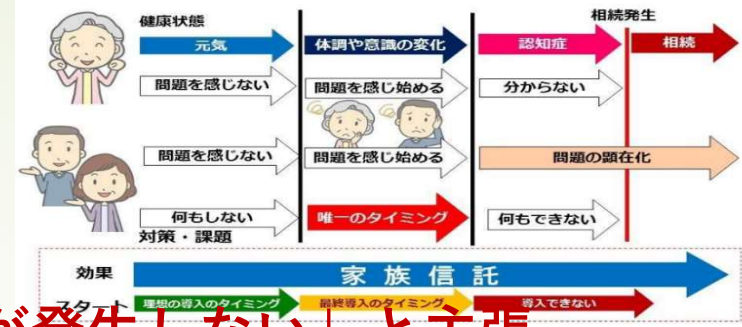 健康状態
相続発生
元気 体調や意識の変化 認知症 相続
問題を感じない 問題を感じ始める 分からない
問題を感じない 問題を感じ始める 問題の顕在化
何もしない 唯一のタイミング 何もできない
対策・課題
効果 家族信託
スタート 理想の導入のタイミング 最終導入のタイミング 導入できない
が発生しない」と主張